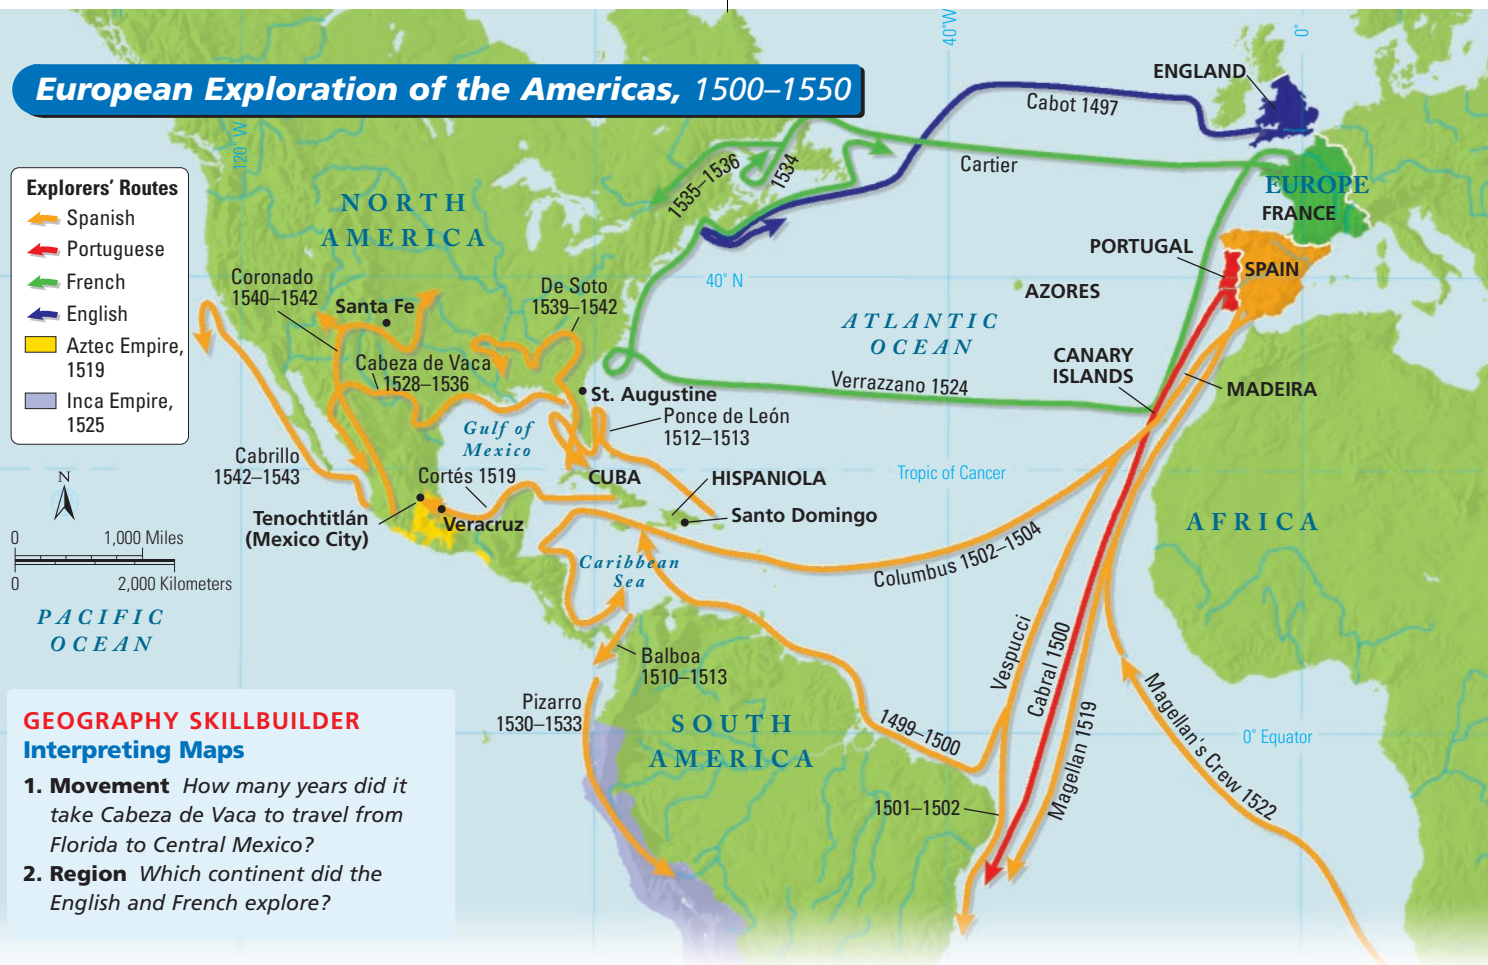 40°W
0°
European Exploration of the Americas, 1500–1550
120°W
ENGLAND
Cabot 1497
Explorers' Routes
Spanish
Portuguese
French
English
Aztec Empire,
1519
Inca Empire,
1525
1535–1536
1534
Cartier
EUROPE
FRANCE
NORTH
AMERICA
PORTUGAL
SPAIN
Coronado
1540–1542
Santa Fe
De Soto
1539–1542
40° N
AZORES
ATLANTIC
OCEAN
CANARY
ISLANDS
Cabeza de Vaca
1528–1536
St. Augustine
Verrazzano 1524
MADEIRA
Ponce de León
1512–1513
Gulf of
Mexico
Cabrillo
1542–1543
Cortés 1519
CUBA
HISPANIOLA
Tropic of Cancer
N
Tenochtitlán
(Mexico City)
Veracruz
Santo Domingo
AFRICA
0
1,000 Miles
0
2,000 Kilometers
Caribbean
Sea
Columbus 1502–1504
PACIFIC
OCEAN
Balboa
1510–1513
Vespucci
Cabral 1500
Magellan 1519
Magellan's Crew 1522
Pizarro
1530–1533
SOUTH
AMERICA
1499–1500
0° Equator
1501–1502
GEOGRAPHY SKILLBUILDER
Interpreting Maps
1. Movement How many years did it
take Cabeza de Vaca to travel from
Florida to Central Mexico?
2. Region Which continent did the
English and French explore?